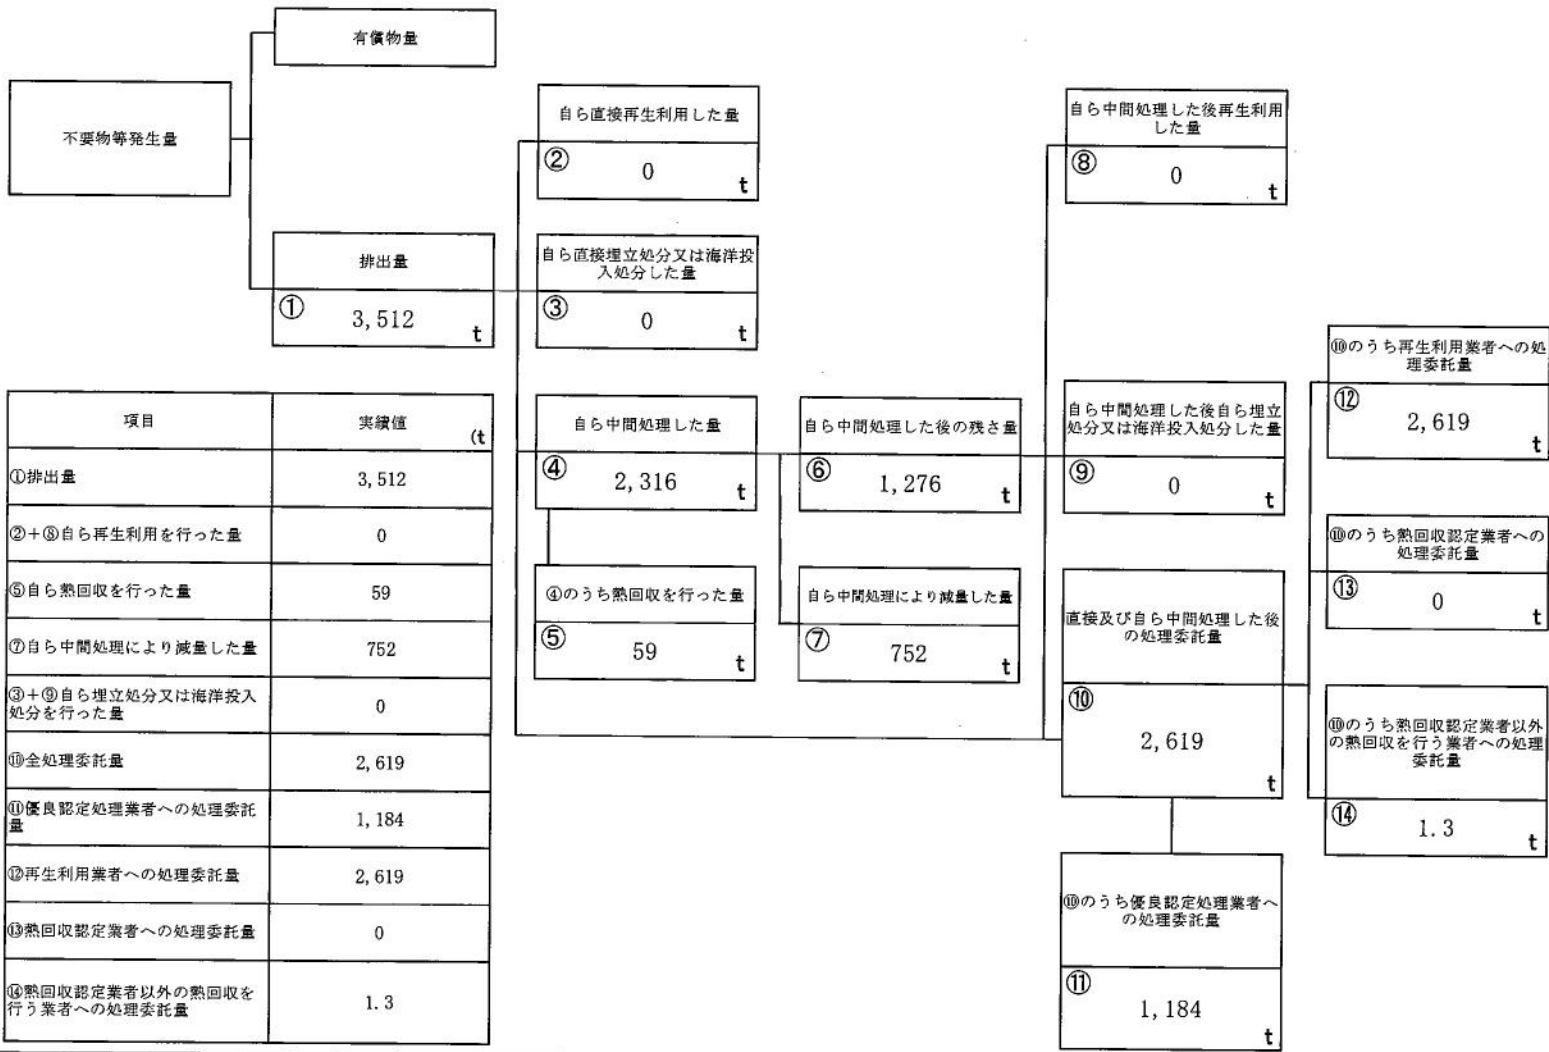 有償物量
不要物等発生量
排出量
①
3,512
t
自ら直接再生利用した量
②
0
t
自ら直接埋立処分又は海洋投
入処分した量
③
0
t
自ら中間処理した量
④
2,316
t
④のうち熱回収を行った量
⑤
59
t
自ら中間処理した後の残さ量
⑥
1,276
t
自ら中間処理により減量した量
⑦
752
t
自ら中間処理した後再生利用
した量
⑧
0
t
自ら中間処理した後自ら埋立
処分又は海洋投入処分した量
⑨
0
t
直接及び自ら中間処理した後
の処理委託量
⑩
2,619
t
⑩のうち優良認定処理業者へ
の処理委託量
⑪
1,184
t
⑩のうち再生利用業者への処
理委託量
⑫
2,619
t
⑩のうち熱回収認定業者への
処理委託量
⑬
0
t
⑩のうち熱回収認定業者以外
の熱回収を行う業者への処理
委託量
⑭
1.3
t
項目
実績値
(t
①排出量
3,512
②+⑧自ら再生利用を行った量
0
⑤自ら熱回収を行った量
59
⑦自ら中間処理により減量した量
752
③+⑨自ら埋立処分又は海洋投入
処分を行った量
0
⑩全処理委託量
2,619
⑪優良認定処理業者への処理委託
量
1,184
⑫再生利用業者への処理委託量
2,619
⑬熱回収認定業者への処理委託量
0
⑭熱回収認定業者以外の熱回収を
行う業者への処理委託量
1.3